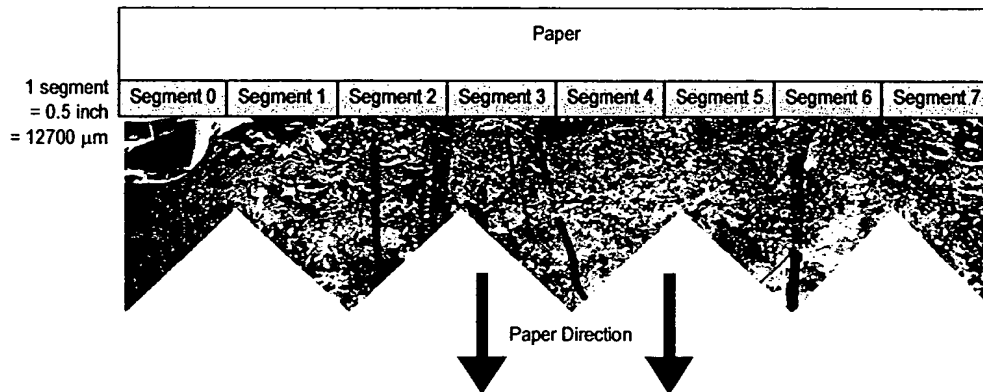 Paper
1 segment
= 0.5 inch
= 12700 µm
Segment 0 Segment 1 Segment 2 Segment 3 Segment 4 Segment 5 Segment 6 Segment 7
Paper Direction